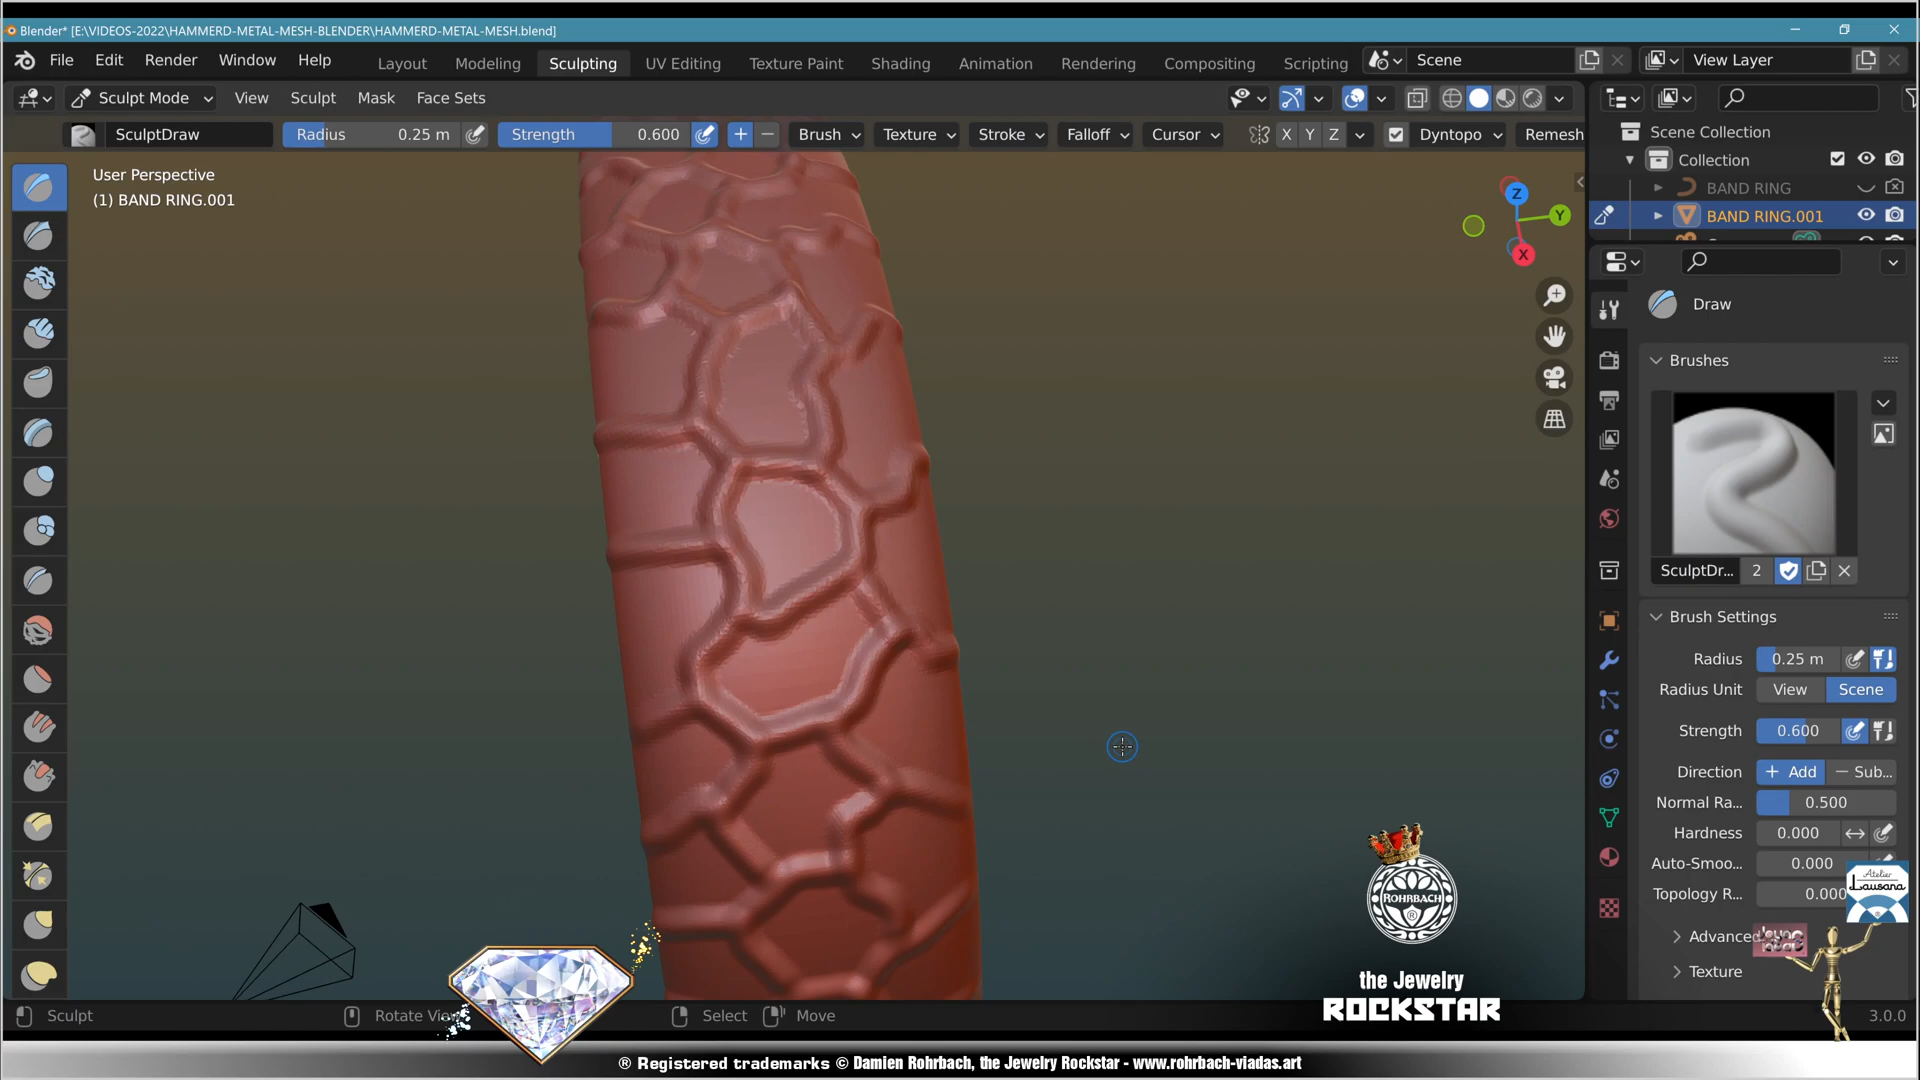 Blender* [E:\VIDEOS-2022\HAMMERD-METAL-MESH-BLENDER\HAMMERD-METAL-MESH.blend]
File Edit Render Window Help Layout Modeling Sculpting UV Editing Texture Paint Shading Animation Rendering Compositing Scripting Scene View Layer
Sculpt Mode View Sculpt Mask Face Sets
SculptDraw Radius 0.25 m Strength 0.600 + − Brush Texture Stroke Falloff Cursor X Y Z Dyntopo Remesh
User Perspective
(1) BAND RING.001
Z
Y
X
Scene Collection
Collection
BAND RING
BAND RING.001
Draw
Brushes
SculptDr... 2
Brush Settings
Radius 0.25 m
Radius Unit View Scene
Strength 0.600
Direction + Add − Sub...
Normal Ra... 0.500
Hardness 0.000
Auto-Smoo... 0.000
Topology R... 0.000
Advanced
Texture
Atelier
Lausana
ROHRBACH
®
the Jewelry
ROCKSTAR
Sculpt Rotate View Select Move 3.0.0
® Registered trademarks © Damien Rohrbach, the Jewelry Rockstar - www.rohrbach-viadas.art